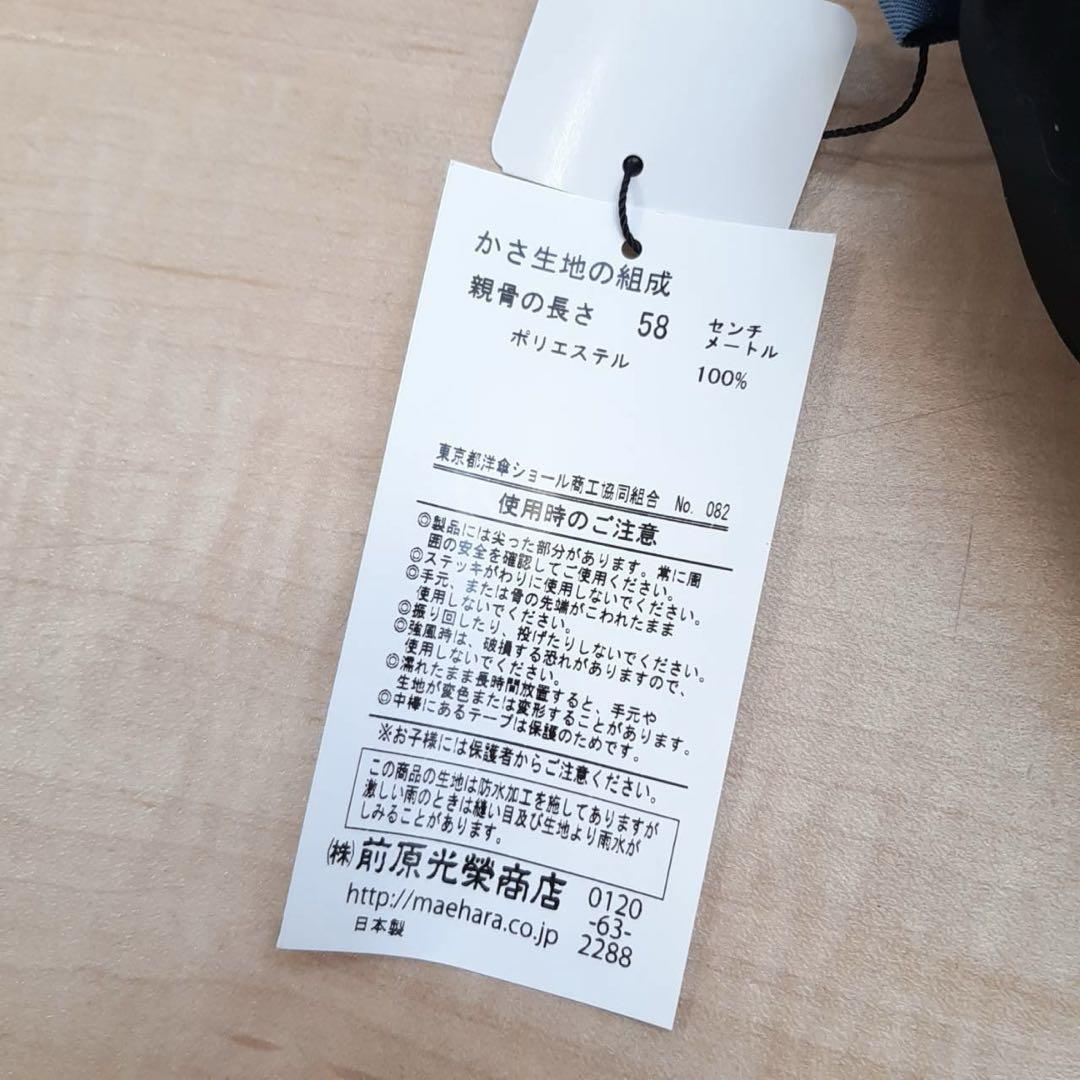 かさ生地の組成
親骨の長さ 58 センチメートル
ポリエステル 100%
東京都洋傘ショール商工協同組合 No. 082
使用時のご注意
◎製品には尖った部分があります。常に周
囲の安全を確認してご使用ください。
◎ステッキがわりに使用しないでください。
◎手元、または骨の先端がこわれたまま
使用しないでください。
◎振り回したり、投げたりしないでください。
◎強風時は、破損する恐れがありますので、
使用しないでください。
◎濡れたまま長時間放置すると、手元や
生地が変色または変形することがあります。
◎中棒にあるテープは保護のためです。
※お子様には保護者からご注意ください。
この商品の生地は防水加工を施してありますが
激しい雨のときは縫い目及び生地より雨水が
しみることがあります。
㈱前原光榮商店
http://maehara.co.jp
日本製
0120
-63-
2288